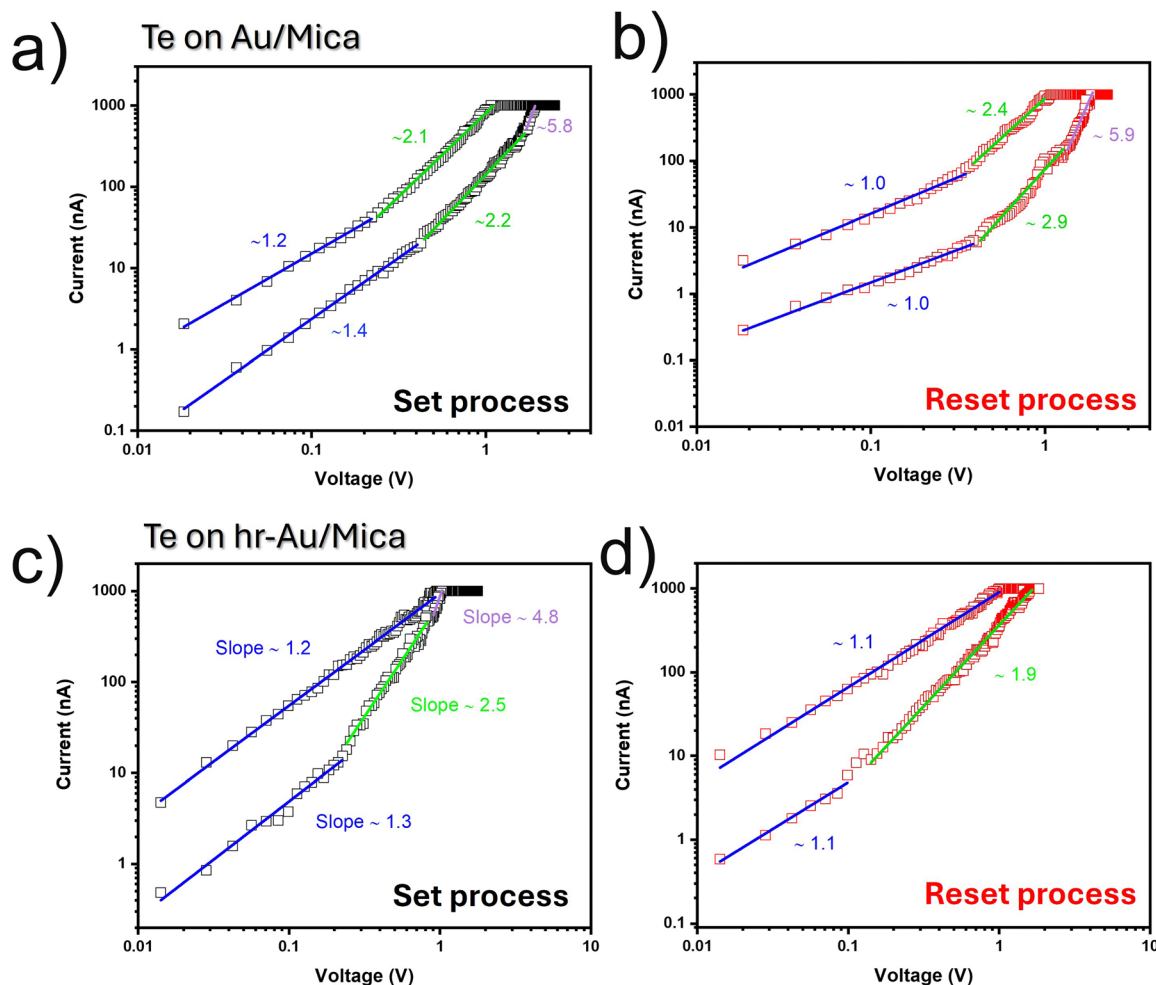 a)
Te on Au/Mica
1000
100
10
1
0.1
Current (nA)
0.01
0.1
1
Voltage (V)
~1.2
~2.1
~5.8
~2.2
~1.4
Set process
b)
1000
100
10
1
0.1
0.01
Current (nA)
0.01
0.1
1
Voltage (V)
~ 1.0
~ 2.4
~ 5.9
~ 2.9
~ 1.0
Reset process
c)
Te on hr-Au/Mica
1000
100
10
1
Current (nA)
0.01
0.1
1
10
Voltage (V)
Slope ~ 1.2
Slope ~ 4.8
Slope ~ 2.5
Slope ~ 1.3
Set process
d)
1000
100
10
1
0.1
Current (nA)
0.01
0.1
1
10
Voltage (V)
~ 1.1
~ 1.9
~ 1.1
Reset process